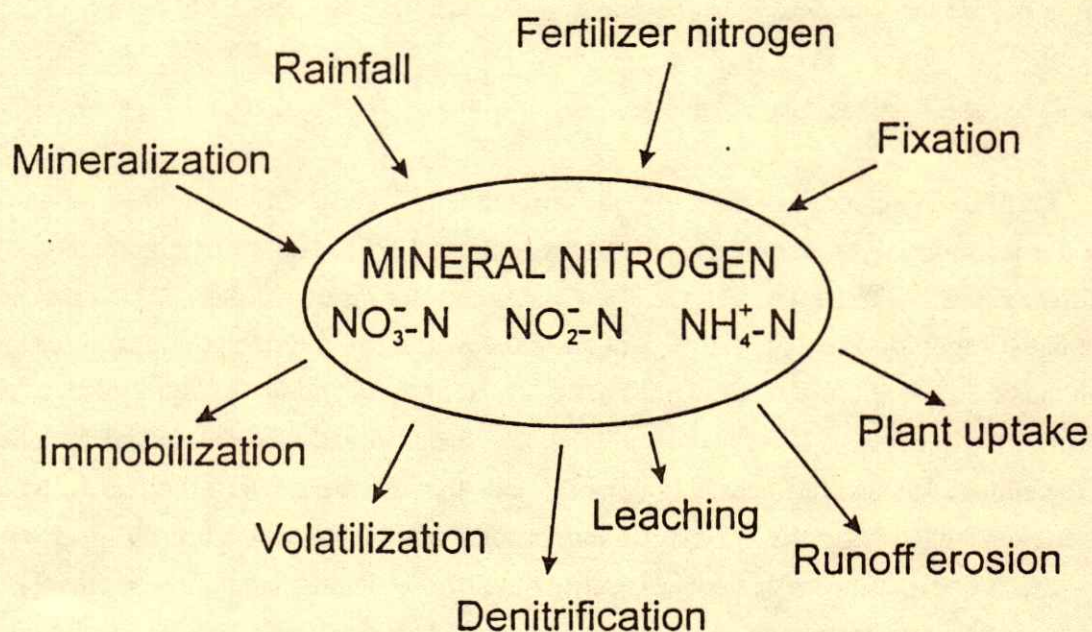 Fertilizer nitrogen
Rainfall
Fixation
Mineralization
MINERAL NITROGEN
NO₃⁻-N NO₂⁻-N NH₄⁺-N
Plant uptake
Immobilization
Leaching
Volatilization
Runoff erosion
Denitrification